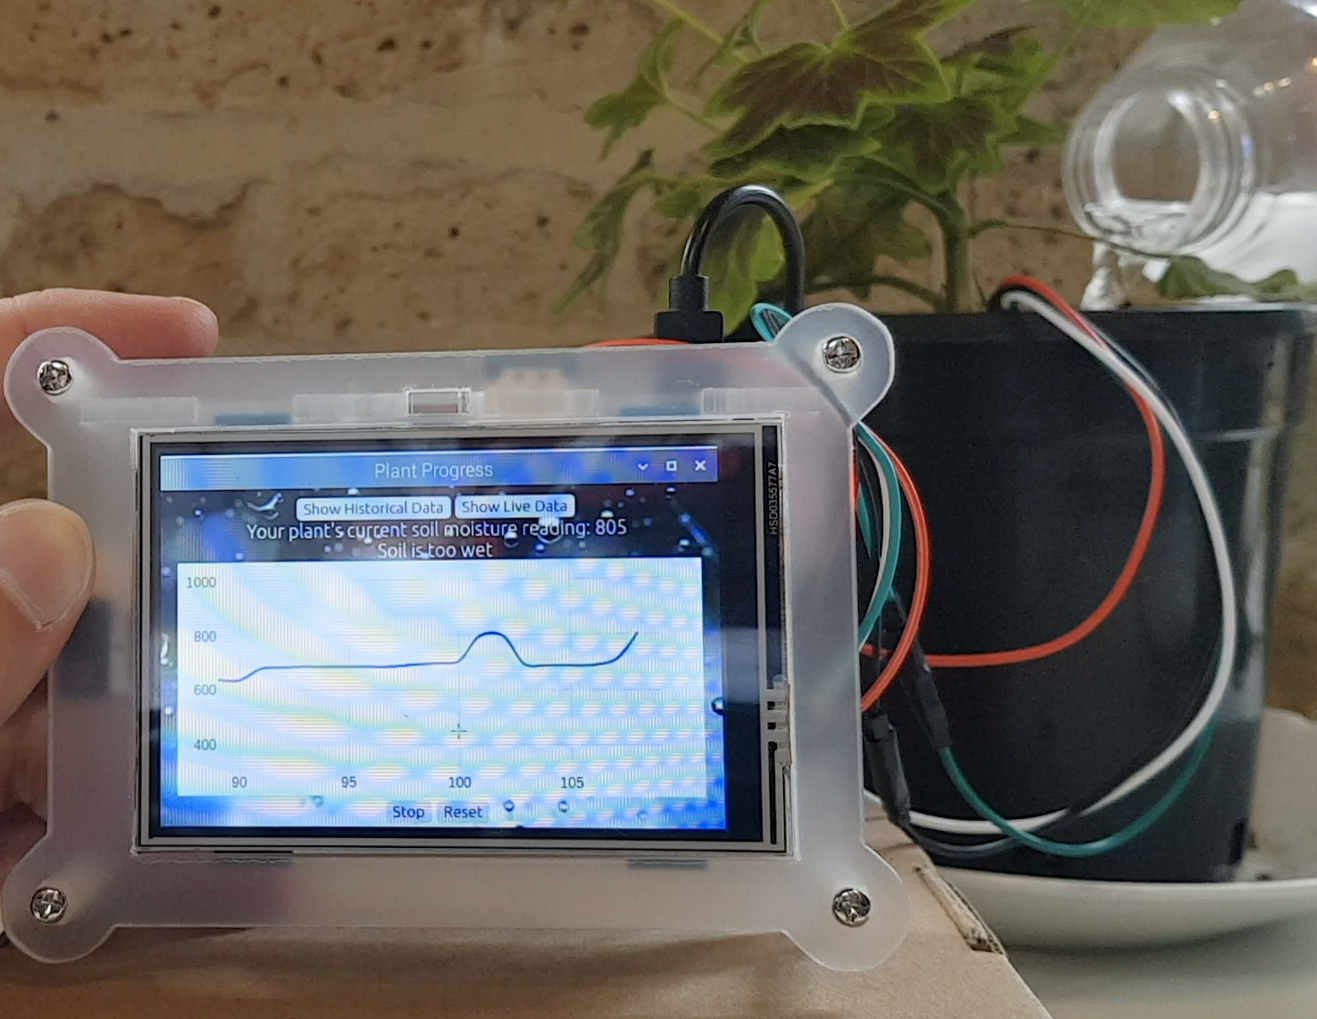 Plant Progress
Show Historical Data Show Live Data
Your plant's current soil moisture reading: 805
Soil is too wet
1000
800
600
400
90 95 100 105
Stop Reset
HSD035577A7